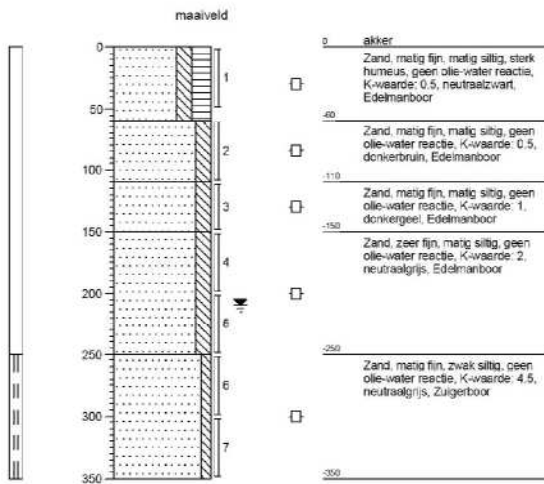 maaiveld
0
50
100
150
200
250
300
350
1
2
3
4
5
6
7
0 akker
Zand, matig fijn, matig siltig, sterk
humeus, geen olie-water reactie,
K-waarde: 0.5, neutraalzwart,
Edelmanboor
-60
Zand, matig fijn, matig siltig, geen
olie-water reactie, K-waarde: 0.5,
donkerbruin, Edelmanboor
-110
Zand, matig fijn, matig siltig, geen
olie-water reactie, K-waarde: 1,
donkergeel, Edelmanboor
-150
Zand, zeer fijn, matig siltig, geen
olie-water reactie, K-waarde: 2,
neutraalgrijs, Edelmanboor
-250
Zand, matig fijn, zwak siltig, geen
olie-water reactie, K-waarde: 4.5,
neutraalgrijs, Zuigerboor
-350